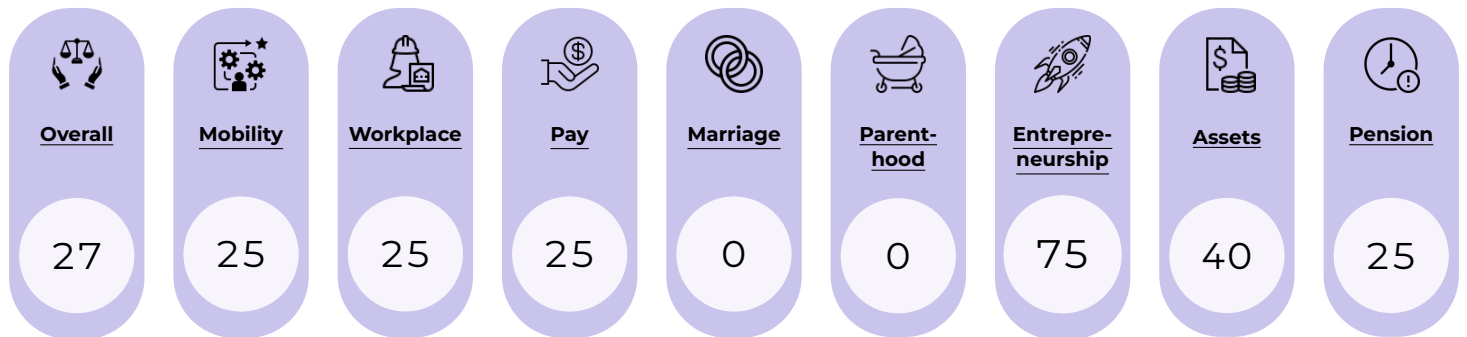 Overall
27
Mobility
25
Workplace
25
Pay
25
Marriage
0
Parent-
hood
0
Entrepre-
neurship
75
Assets
40
Pension
25